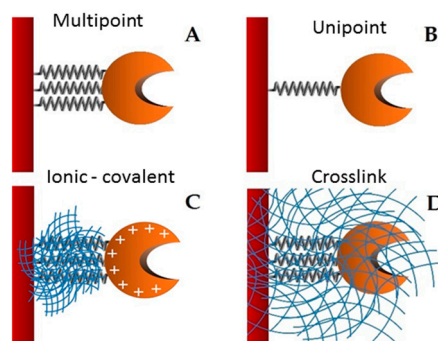 Multipoint
A
Unipoint
B
Ionic - covalent
C
Crosslink
D